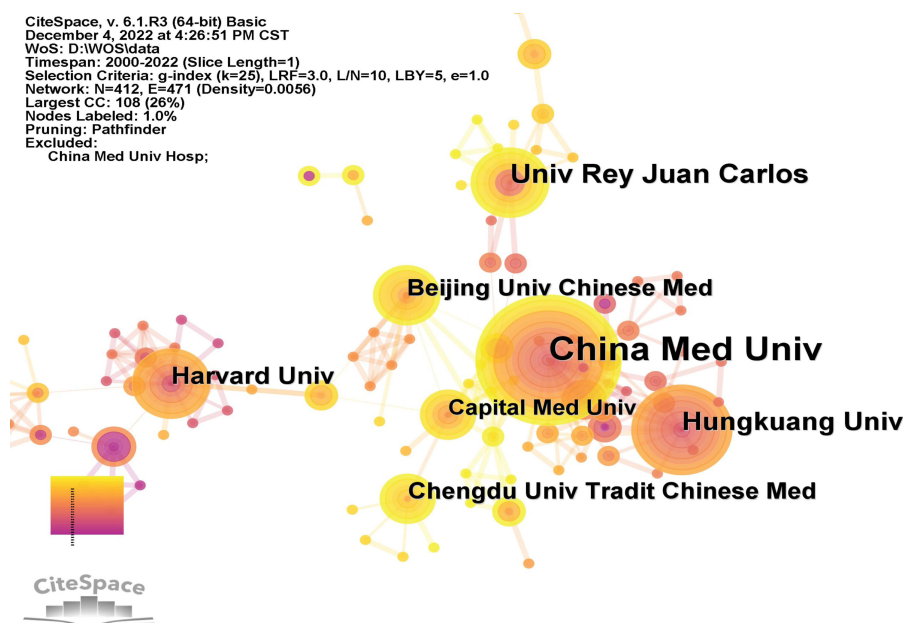 CiteSpace, v. 6.1.R3 (64-bit) Basic
December 4, 2022 at 4:26:51 PM CST
WoS: D:\WOS\data
Timespan: 2000-2022 (Slice Length=1)
Selection Criteria: g-index (k=25), LRF=3.0, L/N=10, LBY=5, e=1.0
Network: N=412, E=471 (Density=0.0056)
Largest CC: 108 (26%)
Nodes Labeled: 1.0%
Pruning: Pathfinder
Excluded:
China Med Univ Hosp;
Univ Rey Juan Carlos
Beijing Univ Chinese Med
China Med Univ
Harvard Univ
Capital Med Univ
Hungkuang Univ
Chengdu Univ Tradit Chinese Med
CiteSpace